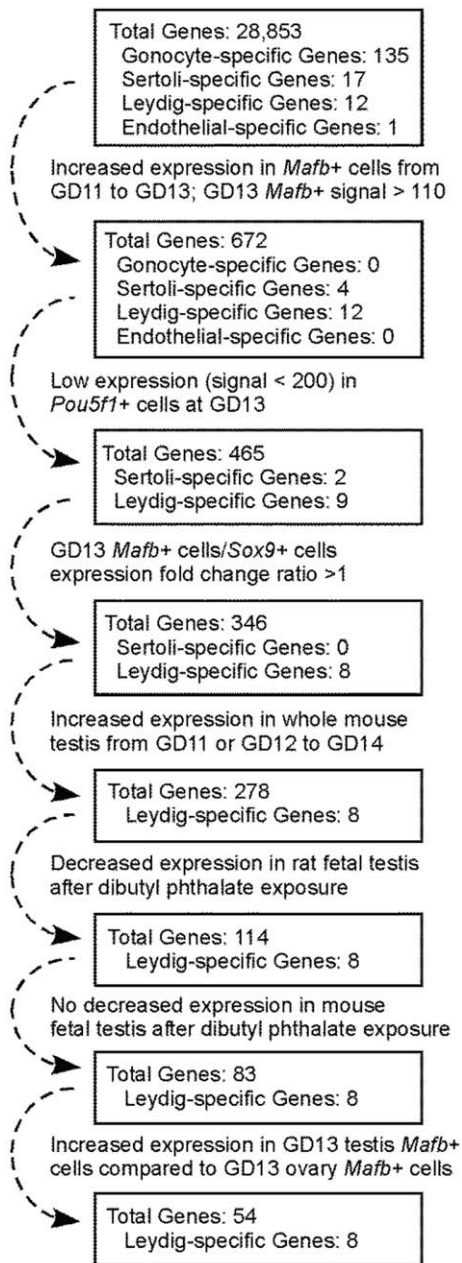 Total Genes: 28,853
Gonocyte-specific Genes: 135
Sertoli-specific Genes: 17
Leydig-specific Genes: 12
Endothelial-specific Genes: 1
Increased expression in Mafb+ cells from
GD11 to GD13; GD13 Mafb+ signal > 110
Total Genes: 672
Gonocyte-specific Genes: 0
Sertoli-specific Genes: 4
Leydig-specific Genes: 12
Endothelial-specific Genes: 0
Low expression (signal < 200) in
Pou5f1+ cells at GD13
Total Genes: 465
Sertoli-specific Genes: 2
Leydig-specific Genes: 9
GD13 Mafb+ cells/Sox9+ cells
expression fold change ratio >1
Total Genes: 346
Sertoli-specific Genes: 0
Leydig-specific Genes: 8
Increased expression in whole mouse
testis from GD11 or GD12 to GD14
Total Genes: 278
Leydig-specific Genes: 8
Decreased expression in rat fetal testis
after dibutyl phthalate exposure
Total Genes: 114
Leydig-specific Genes: 8
No decreased expression in mouse
fetal testis after dibutyl phthalate exposure
Total Genes: 83
Leydig-specific Genes: 8
Increased expression in GD13 testis Mafb+
cells compared to GD13 ovary Mafb+ cells
Total Genes: 54
Leydig-specific Genes: 8